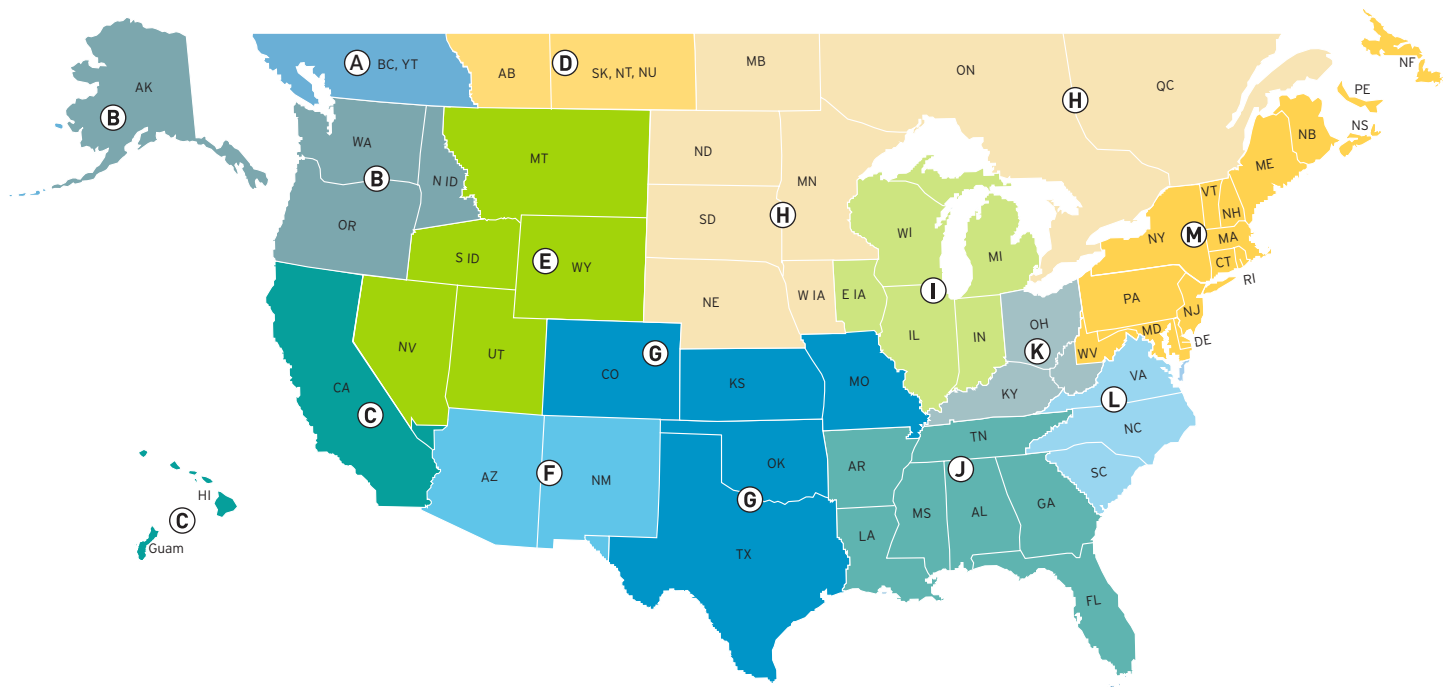 A
BC, YT
AB
D
SK, NT, NU
MB
ON
H
QC
NF
PE
NS
NB
ME
AK
B
WA
B
N ID
OR
MT
ND
MN
SD
H
WI
MI
VT
NH
NY
M
MA
CT
RI
S ID
E
WY
NE
W IA
E IA
I
IL
IN
OH
K
PA
NJ
MD
DE
WV
NV
UT
CO
G
KS
MO
KY
VA
L
NC
SC
CA
C
AZ
F
NM
OK
G
TX
AR
TN
J
MS
AL
GA
LA
FL
HI
C
Guam